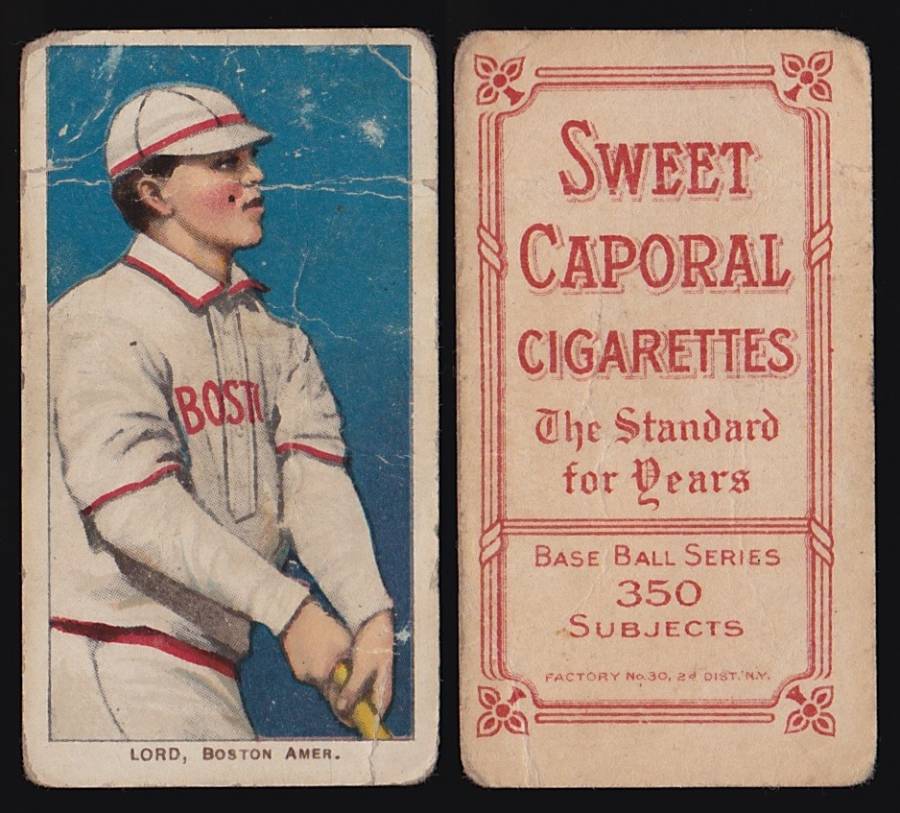 BOSTO
LORD, BOSTON AMER.
SWEET
CAPORAL
CIGARETTES
The Standard
for Years
BASE BALL SERIES
350
SUBJECTS
FACTORY No. 30, 2d DIST. N.Y.